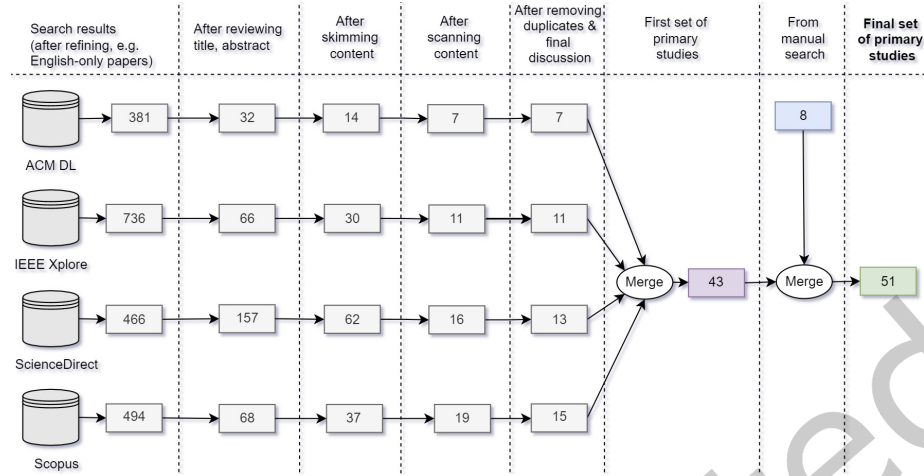 Search results
(after refining, e.g.
English-only papers)
After reviewing
title, abstract
After
skimming
content
After
scanning
content
After removing
duplicates &
final
discussion
First set of
primary
studies
From
manual
search
Final set
of primary
studies
381
32
14
7
7
8
ACM DL
736
66
30
11
11
IEEE Xplore
Merge
43
Merge
51
466
157
62
16
13
ScienceDirect
494
68
37
19
15
Scopus